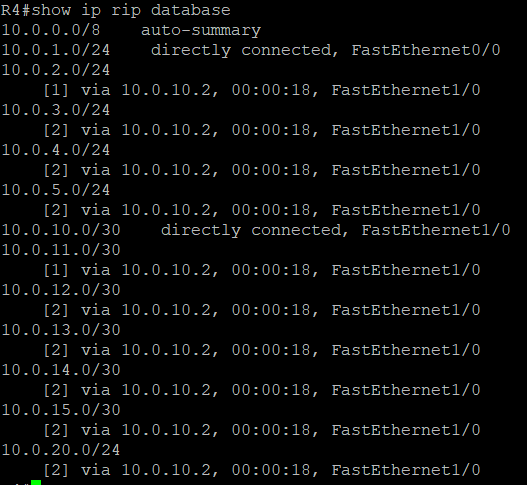 R4#show ip rip database
10.0.0.0/8    auto-summary
10.0.1.0/24    directly connected, FastEthernet0/0
10.0.2.0/24
    [1] via 10.0.10.2, 00:00:18, FastEthernet1/0
10.0.3.0/24
    [2] via 10.0.10.2, 00:00:18, FastEthernet1/0
10.0.4.0/24
    [2] via 10.0.10.2, 00:00:18, FastEthernet1/0
10.0.5.0/24
    [2] via 10.0.10.2, 00:00:18, FastEthernet1/0
10.0.10.0/30    directly connected, FastEthernet1/0
10.0.11.0/30
    [1] via 10.0.10.2, 00:00:18, FastEthernet1/0
10.0.12.0/30
    [2] via 10.0.10.2, 00:00:18, FastEthernet1/0
10.0.13.0/30
    [2] via 10.0.10.2, 00:00:18, FastEthernet1/0
10.0.14.0/30
    [2] via 10.0.10.2, 00:00:18, FastEthernet1/0
10.0.15.0/30
    [2] via 10.0.10.2, 00:00:18, FastEthernet1/0
10.0.20.0/24
    [2] via 10.0.10.2, 00:00:18, FastEthernet1/0